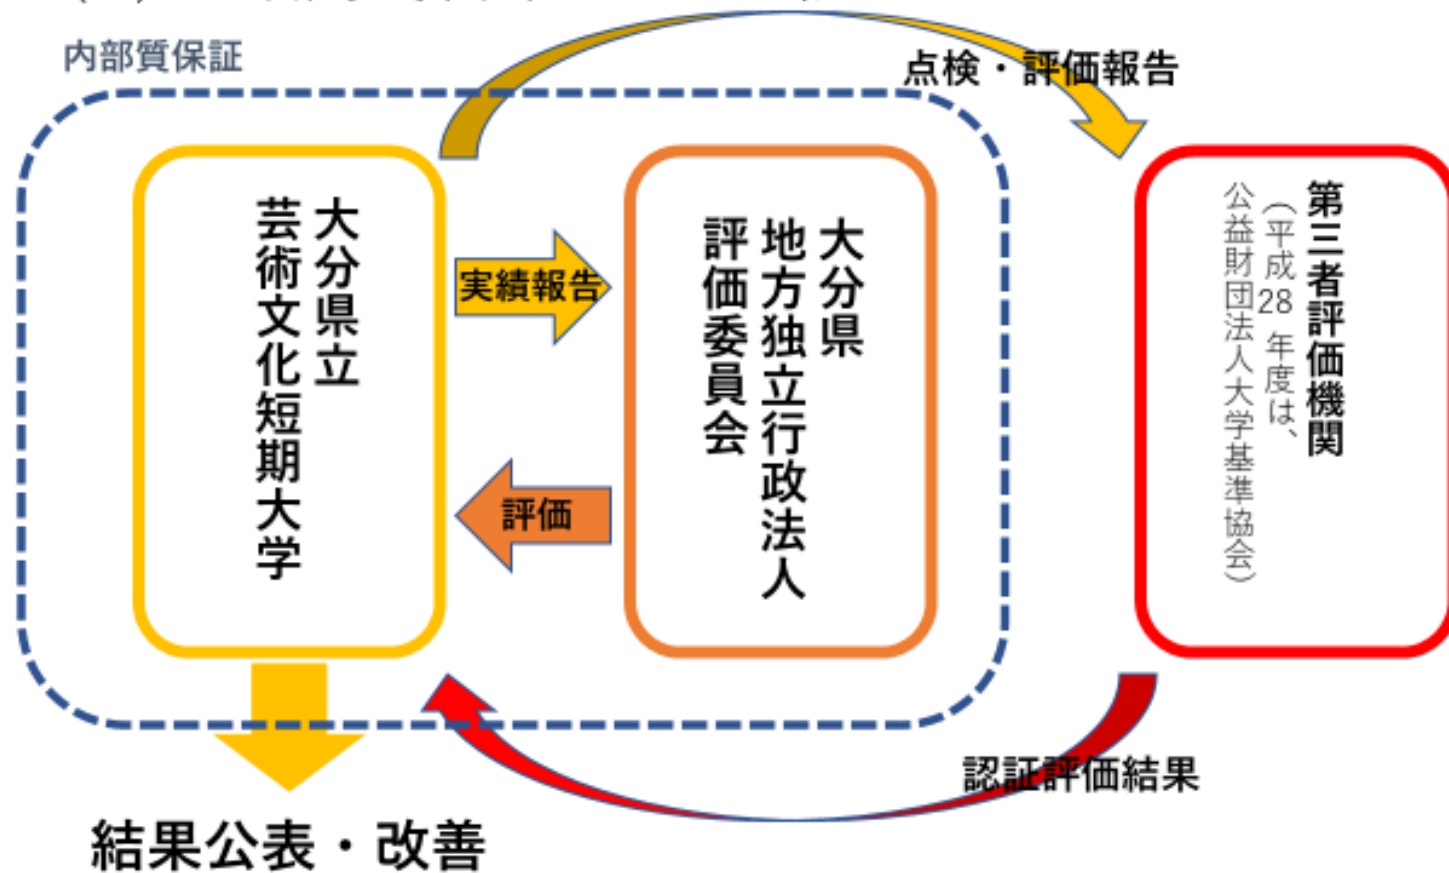 内部質保証
点検・評価報告
大分県立
芸術文化短期大学
実績報告
評価
大分県
地方独立行政法人
評価委員会
第三者評価機関
（平成28 年度は、
公益財団法人大学基準協会）
認証評価結果
結果公表・改善